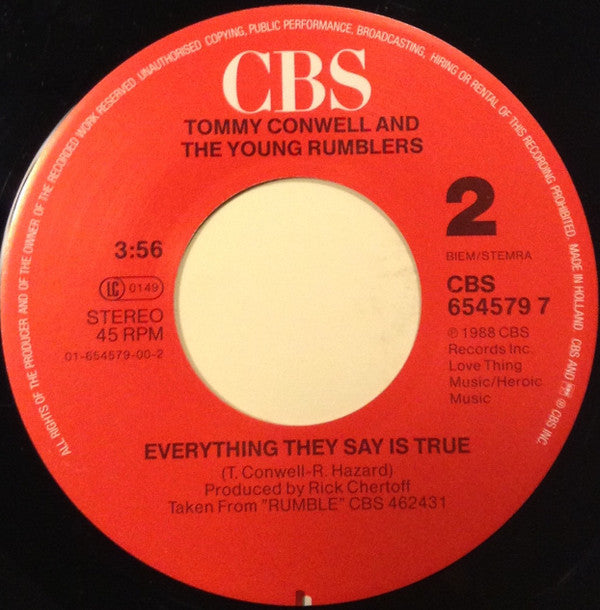 ALL RIGHTS OF THE PRODUCER AND OF THE OWNER OF THE RECORDED WORK RESERVED. UNAUTHORISED COPYING, PUBLIC PERFORMANCE, BROADCASTING, HIRING OR RENTAL OF THIS RECORDING PROHIBITED. MADE IN HOLLAND. CBS AND ® CBS INC.
CBS
TOMMY CONWELL AND
THE YOUNG RUMBLERS
2
BIEM/STEMRA
3:56
LC 0149
STEREO
45 RPM
01-654579-00-2
CBS
654579 7
℗ 1988 CBS
Records Inc.
Love Thing
Music/Heroic
Music
EVERYTHING THEY SAY IS TRUE
(T. Conwell-R. Hazard)
Produced by Rick Chertoff
Taken From "RUMBLE" CBS 462431